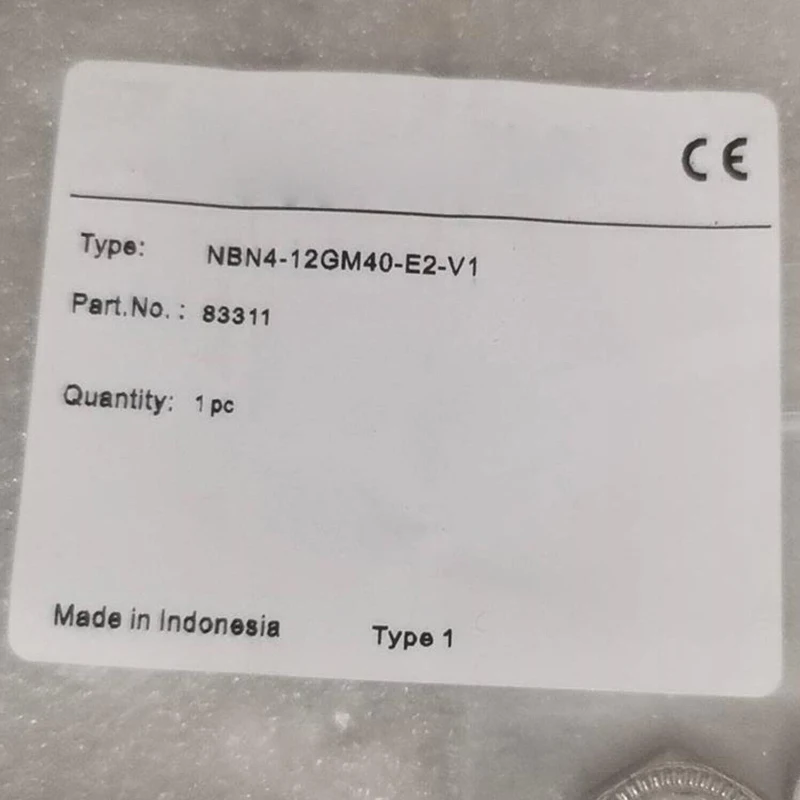 CE
Type: NBN4-12GM40-E2-V1
Part.No.: 83311
Quantity: 1 pc
Made in Indonesia Type 1